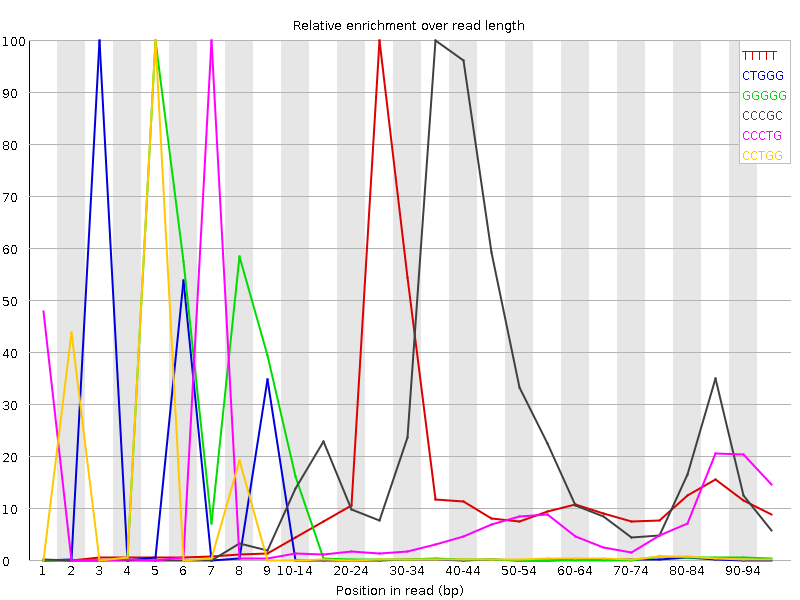 Relative enrichment over read length
100
90
80
70
60
50
40
30
20
10
0
TTTTT
CTGGG
GGGGG
CCCGC
CCCTG
CCTGG
1 2 3 4 5 6 7 8 9 10-14 20-24 30-34 40-44 50-54 60-64 70-74 80-84 90-94
Position in read (bp)